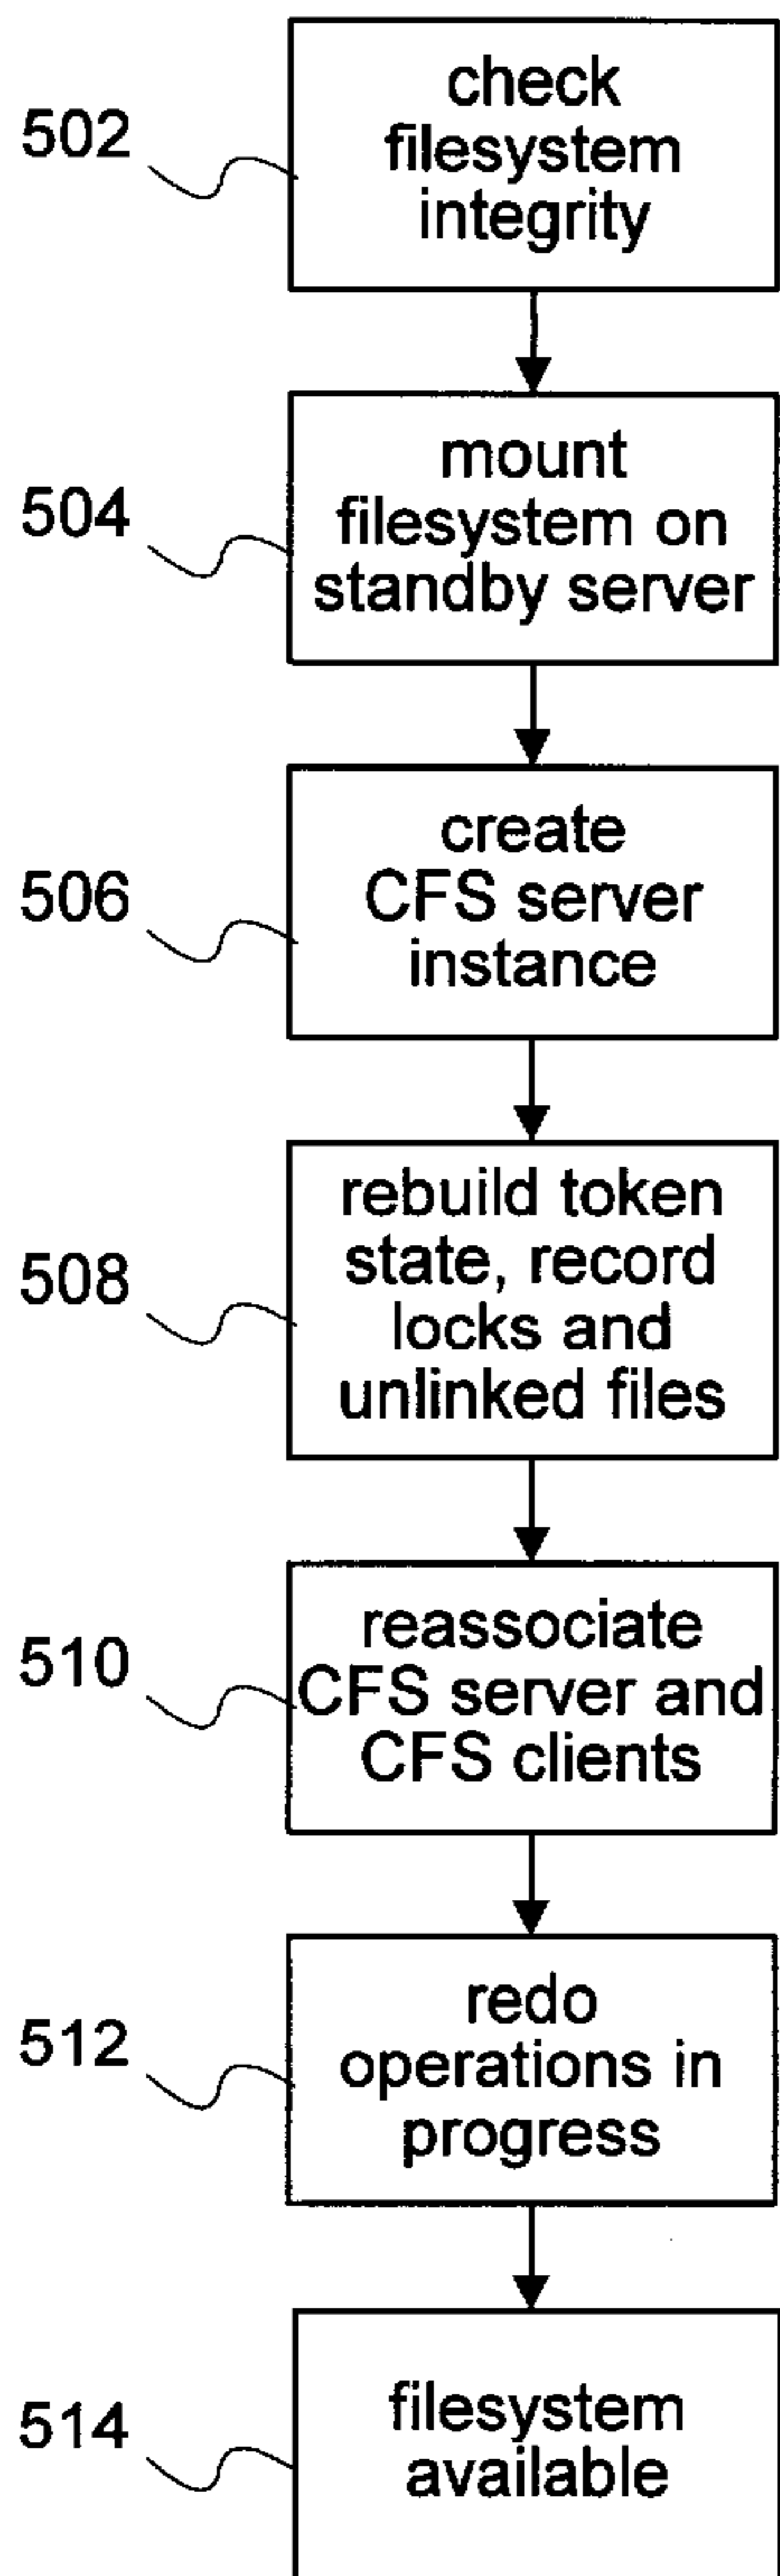 502
check
filesystem
integrity
504
mount
filesystem on
standby server
506
create
CFS server
instance
508
rebuild token
state, record
locks and
unlinked files
510
reassociate
CFS server and
CFS clients
512
redo
operations in
progress
514
filesystem
available